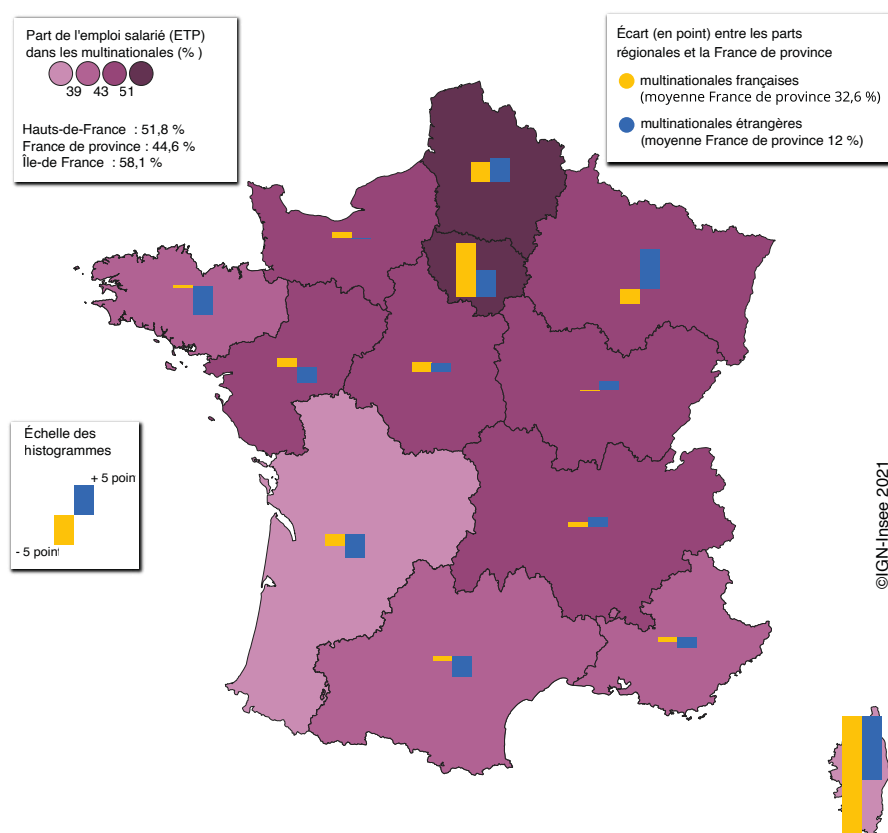 Part de l'emploi salarié (ETP)
dans les multinationales (% )
39 43 51
Hauts-de-France : 51,8 %
France de province : 44,6 %
Île-de France : 58,1 %
Écart (en point) entre les parts
régionales et la France de province
multinationales françaises
(moyenne France de province 32,6 %)
multinationales étrangères
(moyenne France de province 12 %)
Échelle des
histogrammes
+ 5 poin
- 5 point
©IGN-Insee 2021